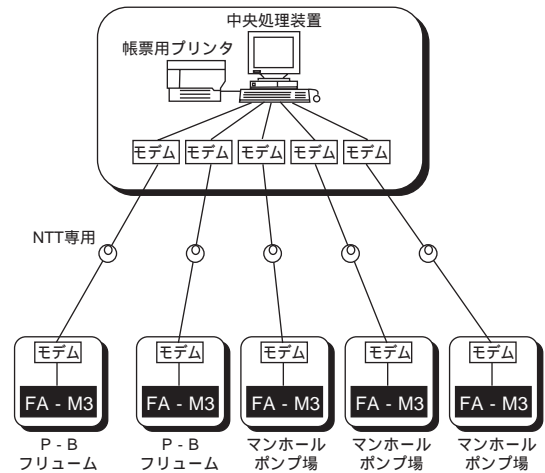 中央処理装置
帳票用プリンタ
モデム モデム モデム モデム モデム
NTT専用
モデム モデム モデム モデム モデム
FA - M3 FA - M3 FA - M3 FA - M3 FA - M3
P - B P - B マンホール マンホール マンホール
フリューム フリューム ポンプ場 ポンプ場 ポンプ場